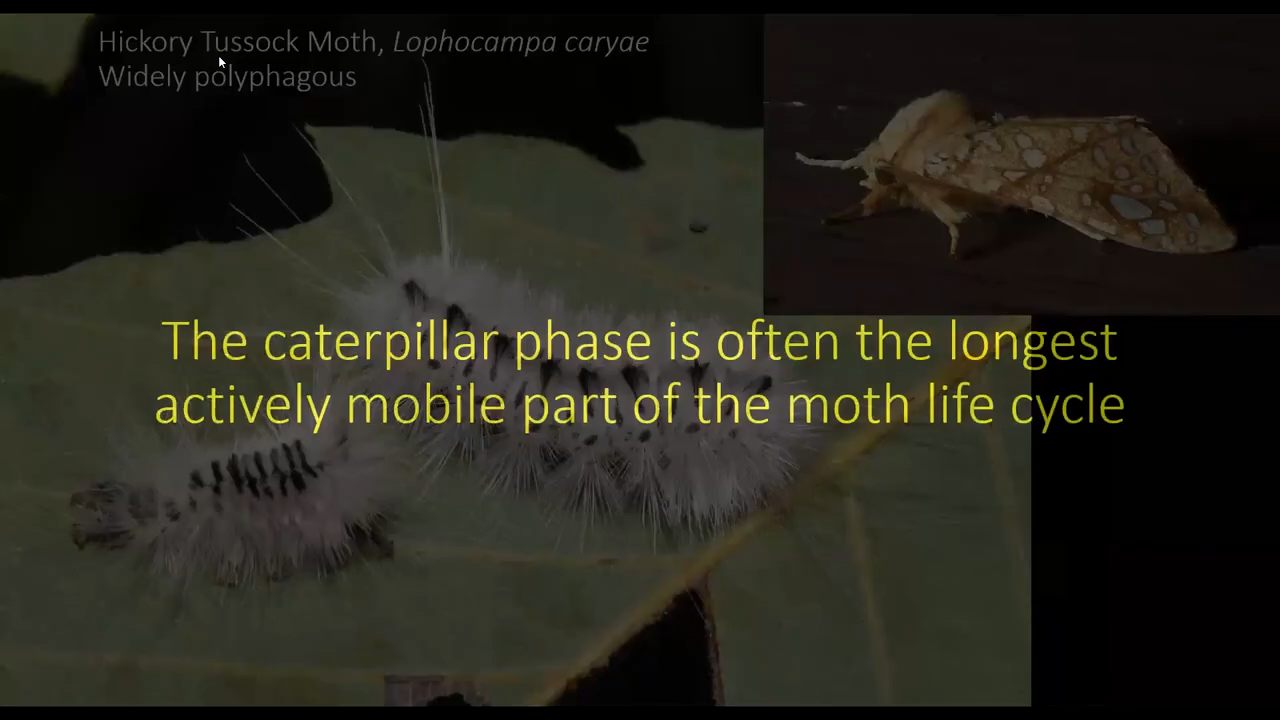 Hickory Tussock Moth, Lophocampa caryae
Widely polyphagous
The caterpillar phase is often the longest
actively mobile part of the moth life cycle